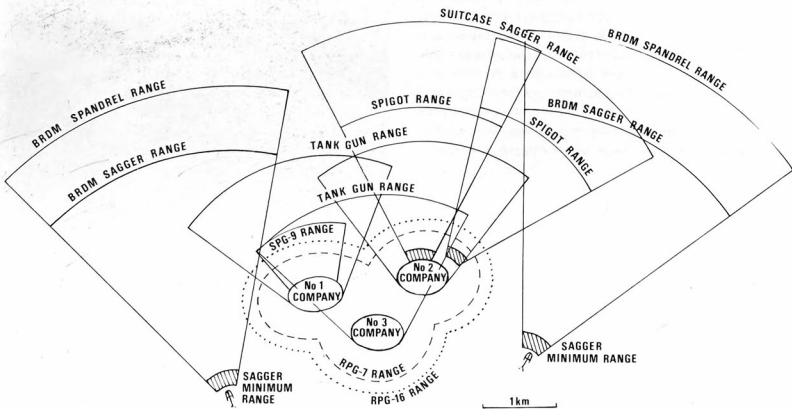 SUITCASE SAGGER RANGE
BRDM SPANDREL RANGE
BRDM SPANDREL RANGE
BRDM SAGGER RANGE
SPIGOT RANGE
BRDM SAGGER RANGE
SPIGOT RANGE
TANK GUN RANGE
TANK GUN RANGE
SPG-9 RANGE
No 1
COMPANY
No 2
COMPANY
No 3
COMPANY
RPG-7 RANGE
RPG-16 RANGE
SAGGER
MINIMUM
RANGE
SAGGER
MINIMUM RANGE
1km